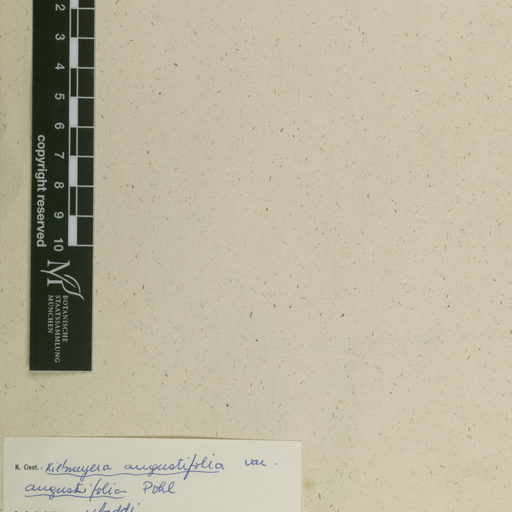 2
3
4
5
6
7
8
9
10
copyright reserved
BOTANISCHE
STAATSSAMMLUNG
MÜNCHEN
N. Cient.: Kielmeyera angustifolia var.
angustifolia Pohl